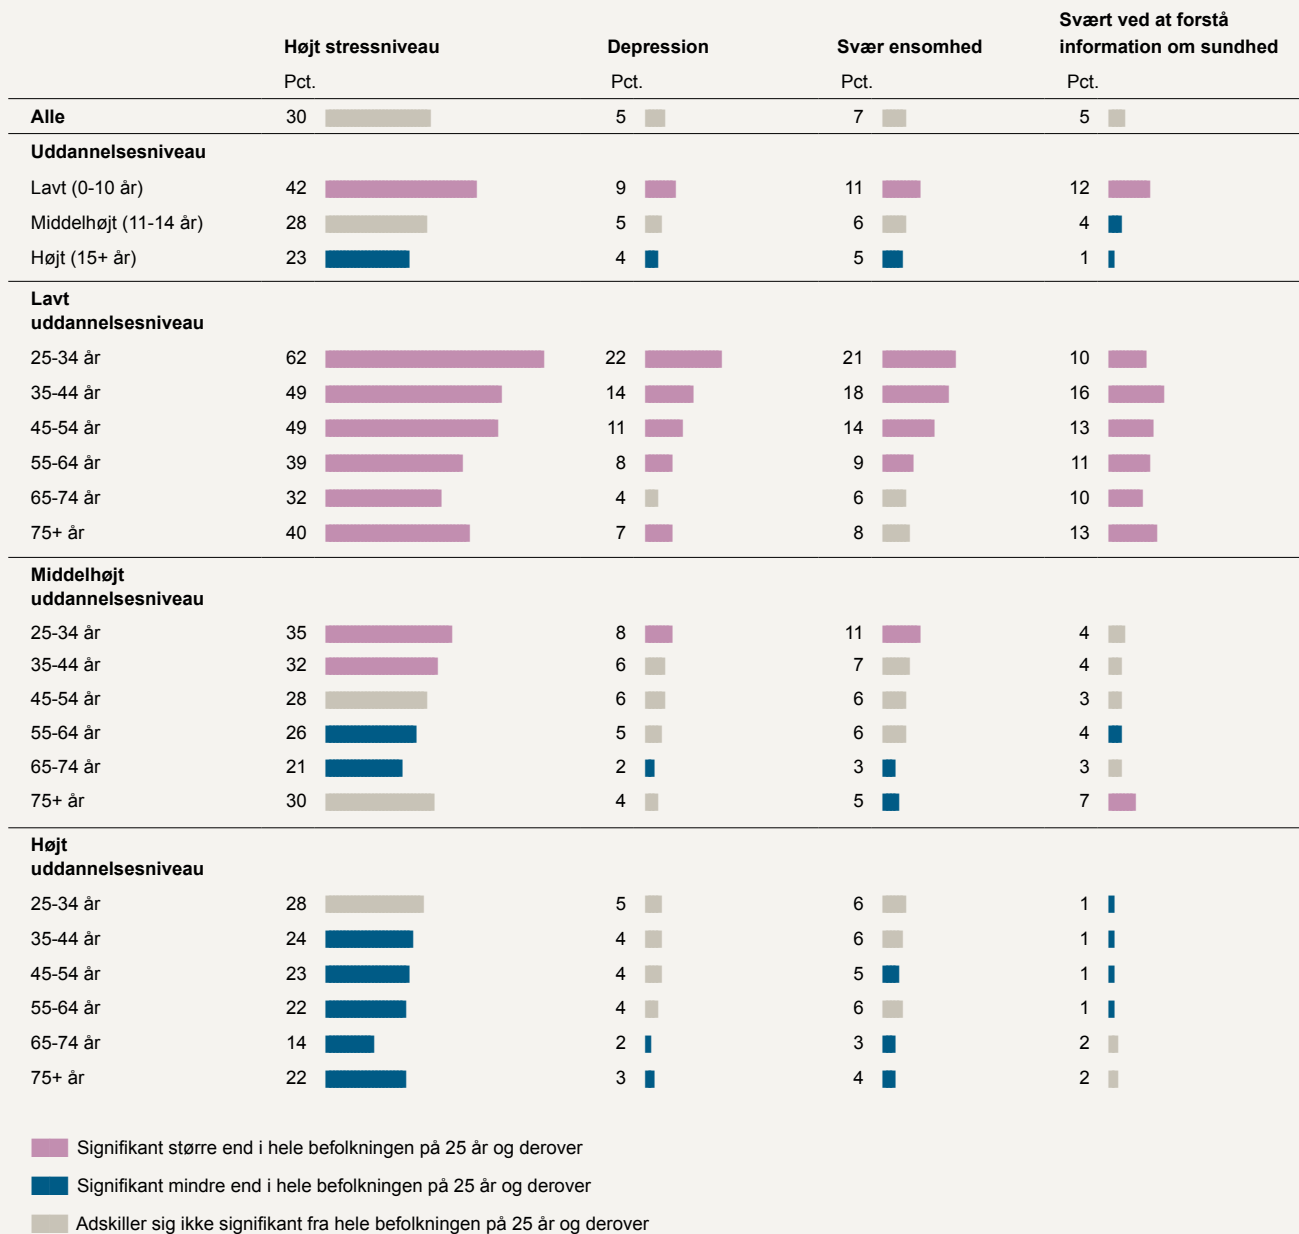 Højt stressniveau Depression Svær ensomhed Svært ved at forstå
information om sundhed
Pct. Pct. Pct. Pct.
Alle 30 5 7 5
Uddannelsesniveau
Lavt (0-10 år) 42 9 11 12
Middelhøjt (11-14 år) 28 5 6 4
Højt (15+ år) 23 4 5 1
Lavt
uddannelsesniveau
25-34 år 62 22 21 10
35-44 år 49 14 18 16
45-54 år 49 11 14 13
55-64 år 39 8 9 11
65-74 år 32 4 6 10
75+ år 40 7 8 13
Middelhøjt
uddannelsesniveau
25-34 år 35 8 11 4
35-44 år 32 6 7 4
45-54 år 28 6 6 3
55-64 år 26 5 6 4
65-74 år 21 2 3 3
75+ år 30 4 5 7
Højt
uddannelsesniveau
25-34 år 28 5 6 1
35-44 år 24 4 6 1
45-54 år 23 4 5 1
55-64 år 22 4 6 1
65-74 år 14 2 3 2
75+ år 22 3 4 2
Signifikant større end i hele befolkningen på 25 år og derover
Signifikant mindre end i hele befolkningen på 25 år og derover
Adskiller sig ikke signifikant fra hele befolkningen på 25 år og derover